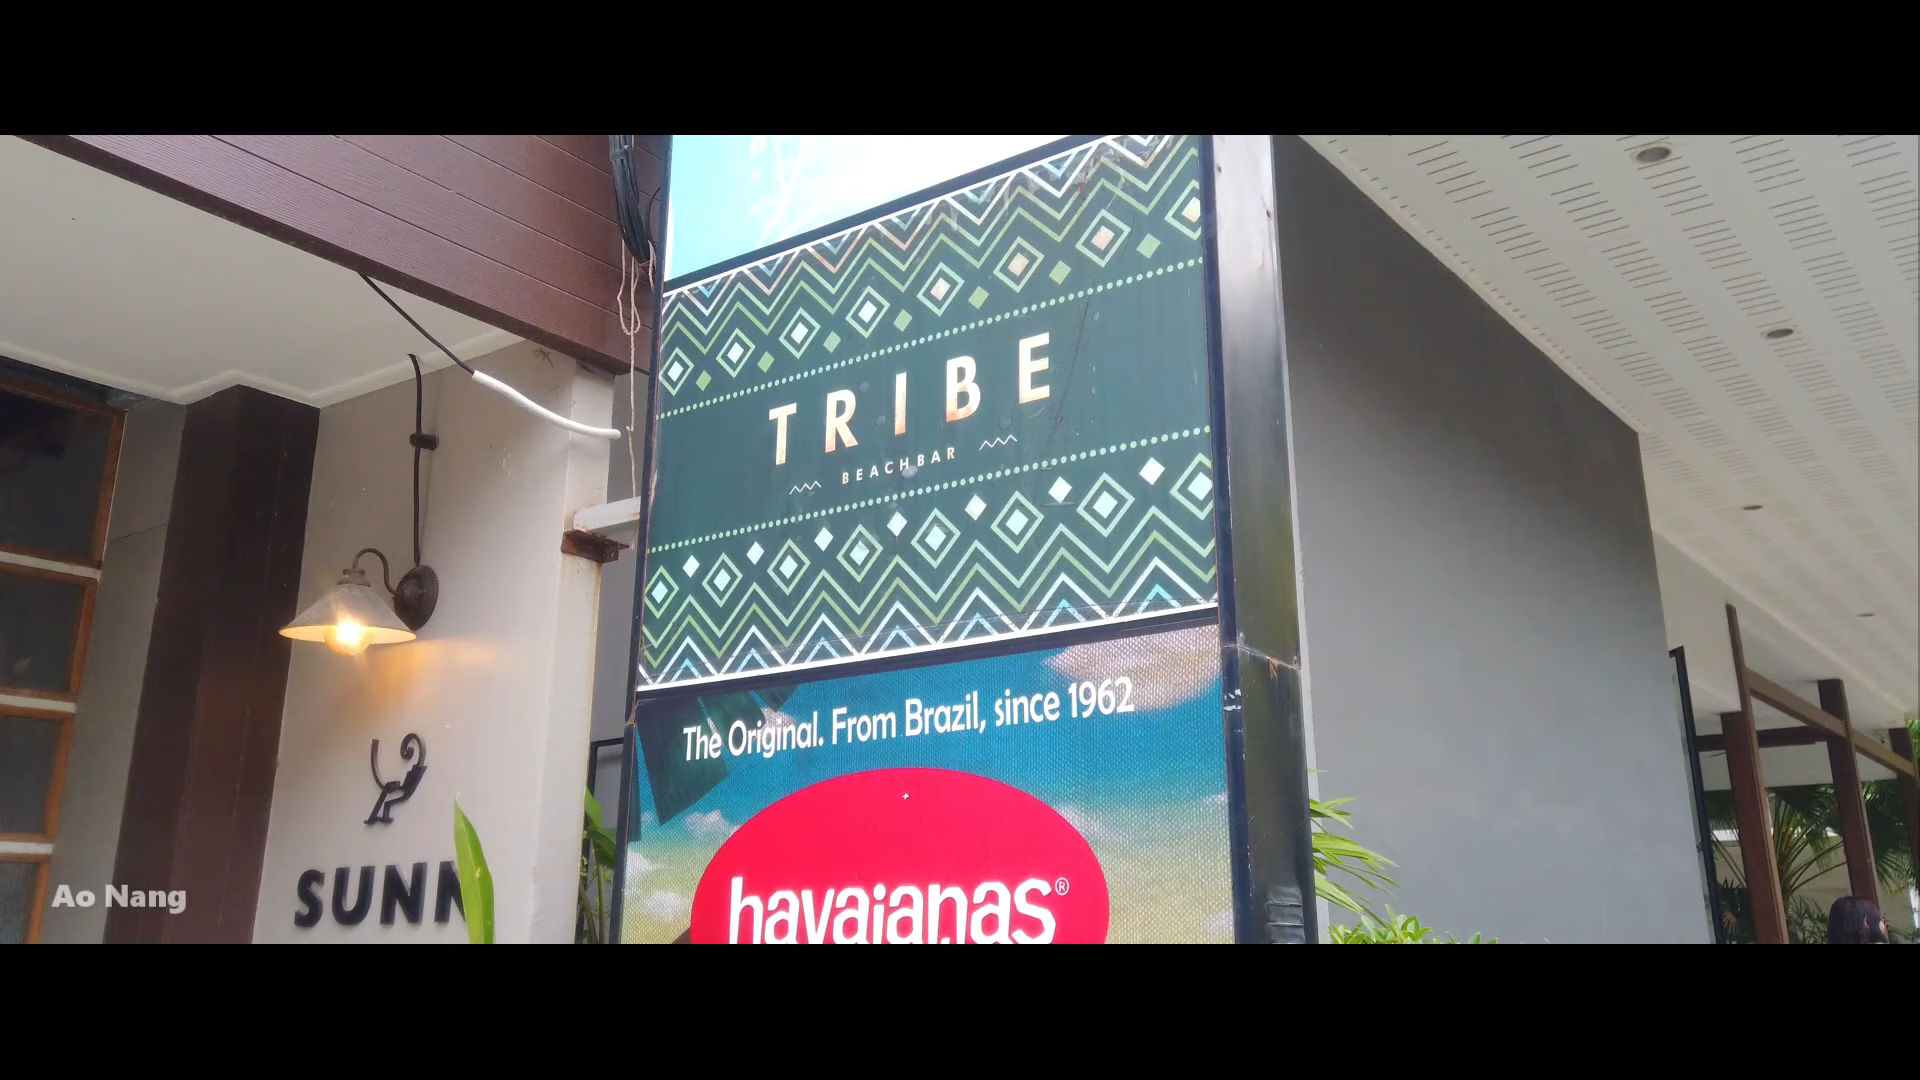 TRIBE
BEACHBAR
The Original. From Brazil, since 1962
havaianas®
SUNN
Ao Nang